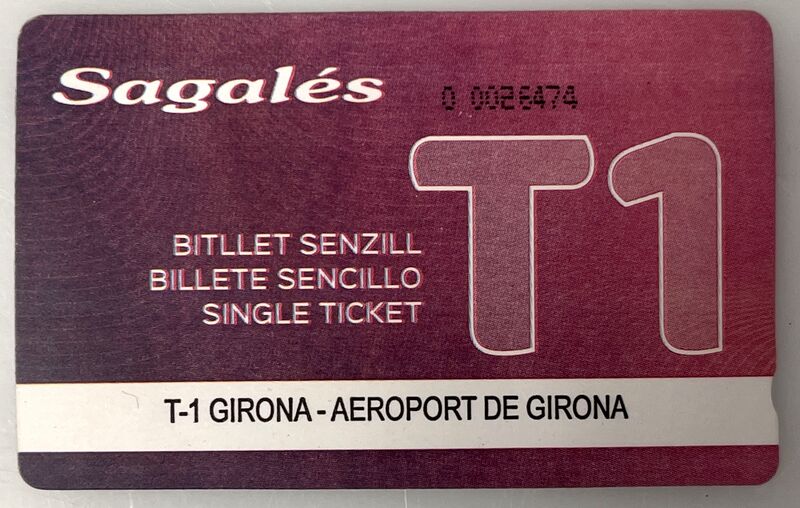 Sagalés
0 0026474
T1
BITLLET SENZILL
BILLETE SENCILLO
SINGLE TICKET
T-1 GIRONA - AEROPORT DE GIRONA